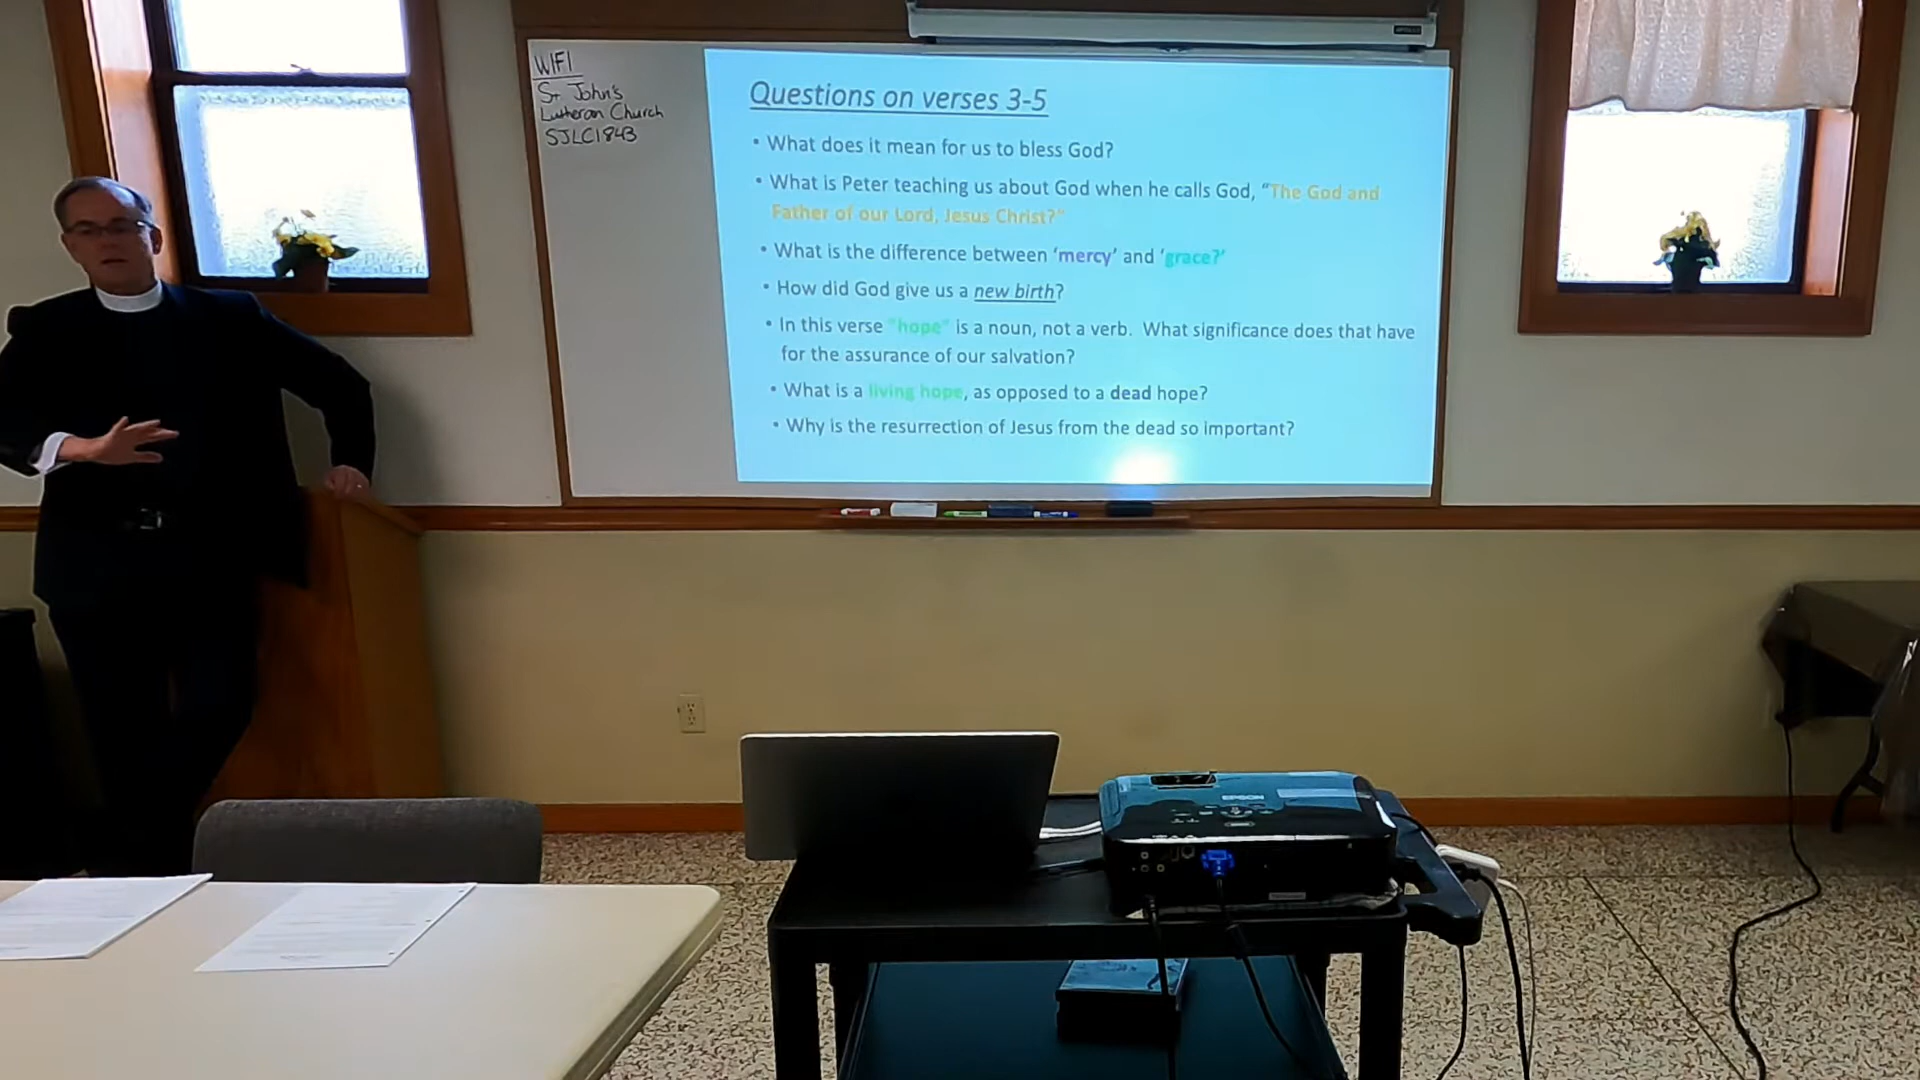 WIFI
St John's
Lutheran Church
SJLC1843
Questions on verses 3-5
• What does it mean for us to bless God?
• What is Peter teaching us about God when he calls God, “The God and
Father of our Lord, Jesus Christ?”
• What is the difference between ‘mercy’ and ‘grace?’
• How did God give us a new birth?
• In this verse “hope” is a noun, not a verb. What significance does that have
for the assurance of our salvation?
• What is a living hope, as opposed to a dead hope?
• Why is the resurrection of Jesus from the dead so important?
EPSON